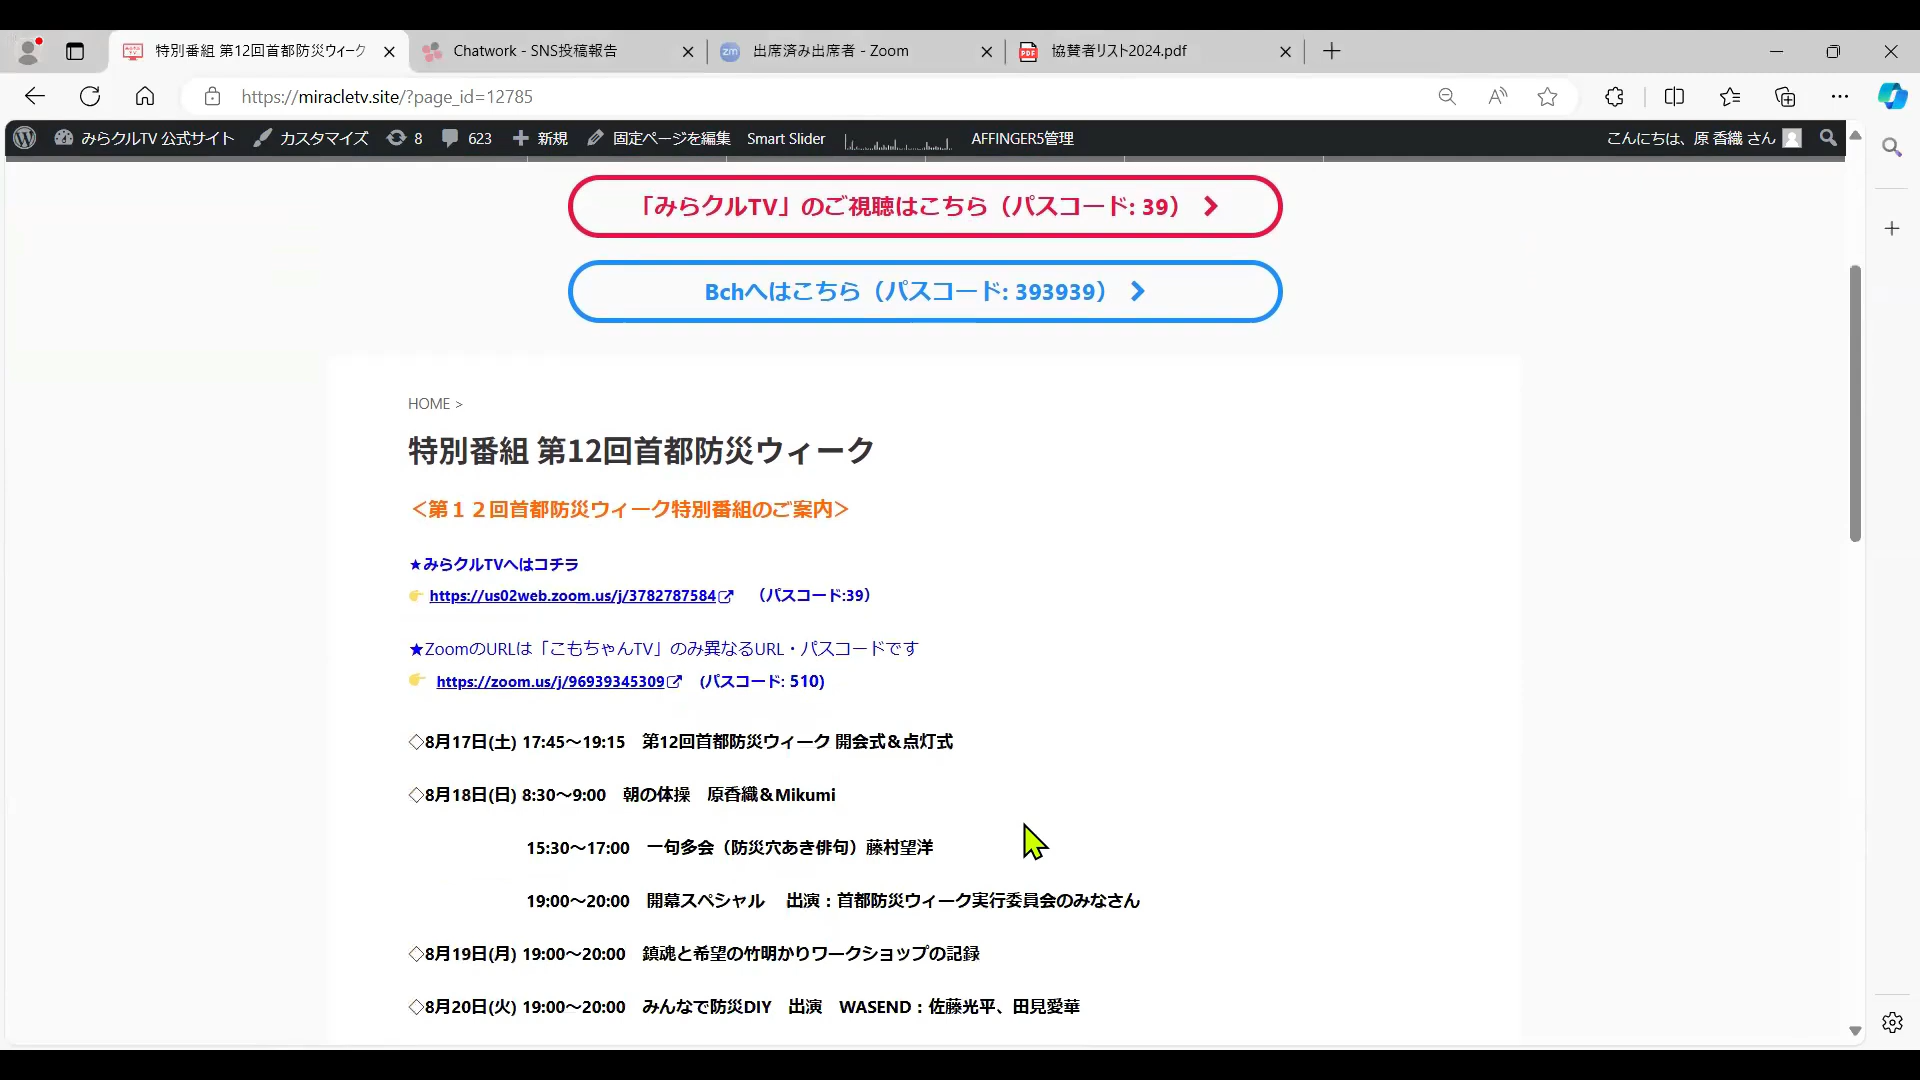 特別番組 第12回首都防災ウィーク
Chatwork - SNS投稿報告
出席済み出席者 - Zoom
協賛者リスト2024.pdf
https://miracletv.site/?page_id=12785
みらクルTV 公式サイト カスタマイズ 8 623 新規 固定ページを編集 Smart Slider AFFINGER5管理 こんにちは、原 香織 さん
「みらクルTV」のご視聴はこちら（パスコード: 39）
Bchへはこちら（パスコード: 393939）
HOME >
特別番組 第12回首都防災ウィーク
＜第１２回首都防災ウィーク特別番組のご案内＞
★みらクルTVへはコチラ
https://us02web.zoom.us/j/3782787584 （パスコード:39）
★ZoomのURLは「こもちゃんTV」のみ異なるURL・パスコードです
https://zoom.us/j/96939345309 (パスコード: 510)
◇8月17日(土) 17:45～19:15 第12回首都防災ウィーク 開会式＆点灯式
◇8月18日(日) 8:30～9:00 朝の体操 原香織＆Mikumi
15:30～17:00 一句多会（防災穴あき俳句）藤村望洋
19:00～20:00 開幕スペシャル 出演：首都防災ウィーク実行委員会のみなさん
◇8月19日(月) 19:00～20:00 鎮魂と希望の竹明かりワークショップの記録
◇8月20日(火) 19:00～20:00 みんなで防災DIY 出演 WASEND：佐藤光平、田見愛華